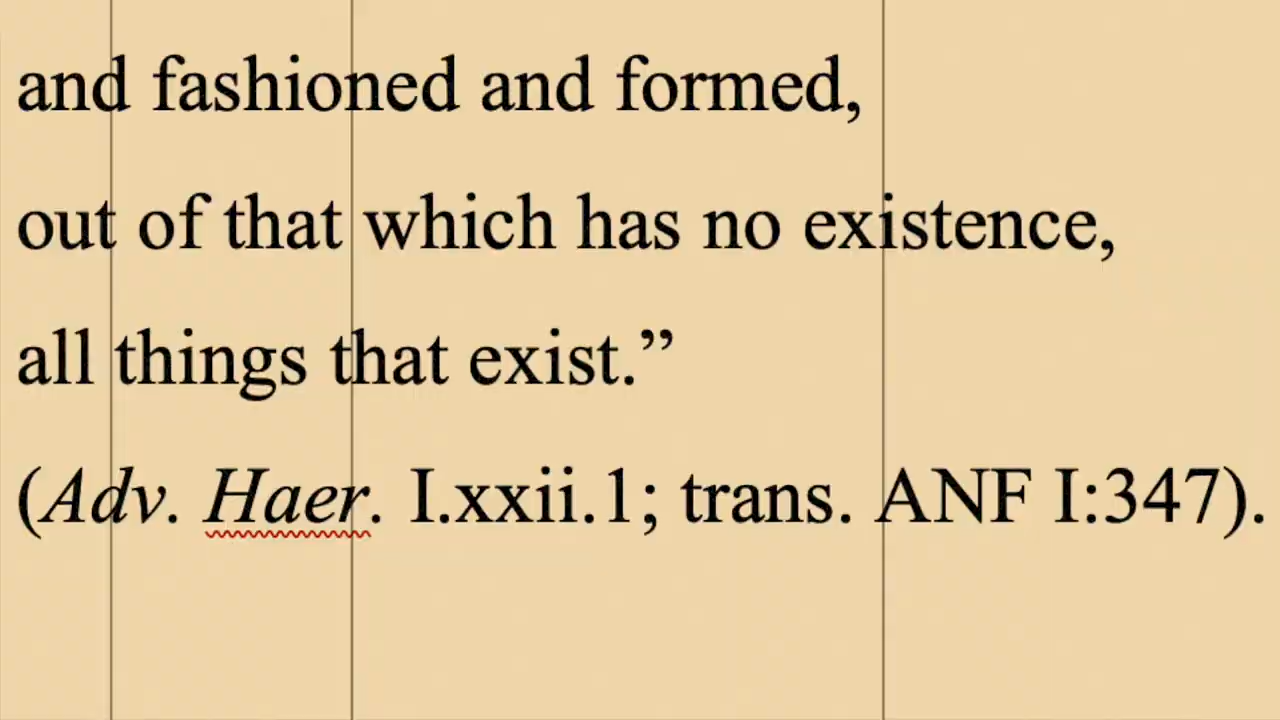 and fashioned and formed,
out of that which has no existence,
all things that exist.”
(Adv. Haer. I.xxii.1; trans. ANF I:347).